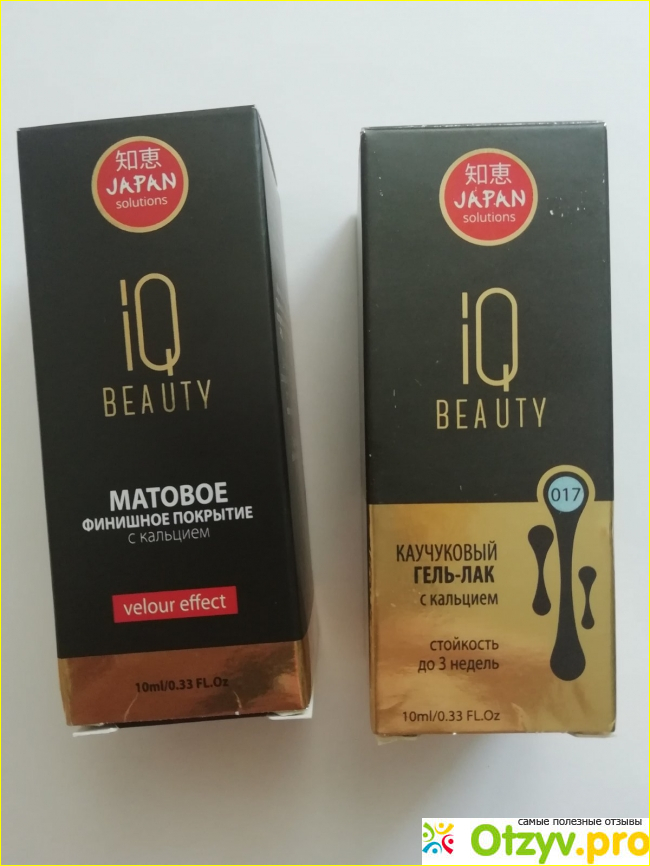 知恵
JAPAN
solutions
iQ
BEAUTY
МАТОВОЕ
ФИНИШНОЕ ПОКРЫТИЕ
с кальцием
velour effect
10ml/0.33 FL.Oz
知恵
JAPAN
solutions
iQ
BEAUTY
017
КАУЧУКОВЫЙ
ГЕЛЬ-ЛАК
с кальцием
стойкость
до 3 недель
10ml/0.33 FL.Oz
самые полезные отзывы
Otzyv.pro